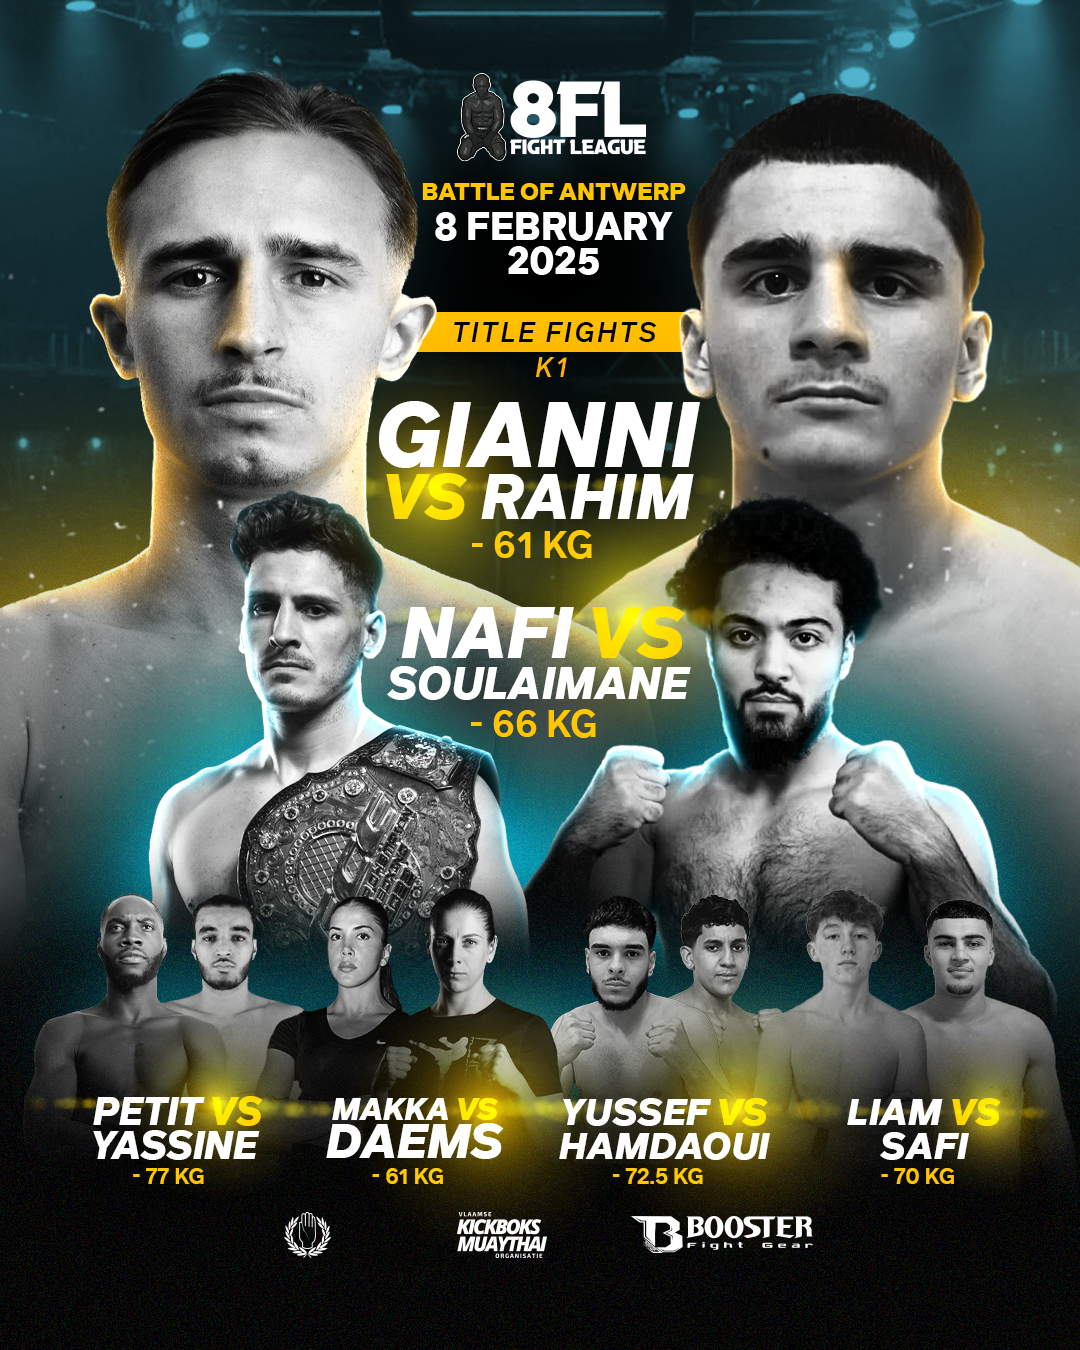 8FL
FIGHT LEAGUE
BATTLE OF ANTWERP
8 FEBRUARY
2025
TITLE FIGHTS
K1
GIANNI
VS RAHIM
- 61 KG
NAFI VS
SOULAIMANE
- 66 KG
PETIT VS
YASSINE
- 77 KG
MAKKA VS
DAEMS
- 61 KG
YUSSEF VS
HAMDAOUI
- 72.5 KG
LIAM VS
SAFI
- 70 KG
VLAAMSE
KICKBOKS
MUAYTHAI
ORGANISATIE
BOOSTER
Fight Gear